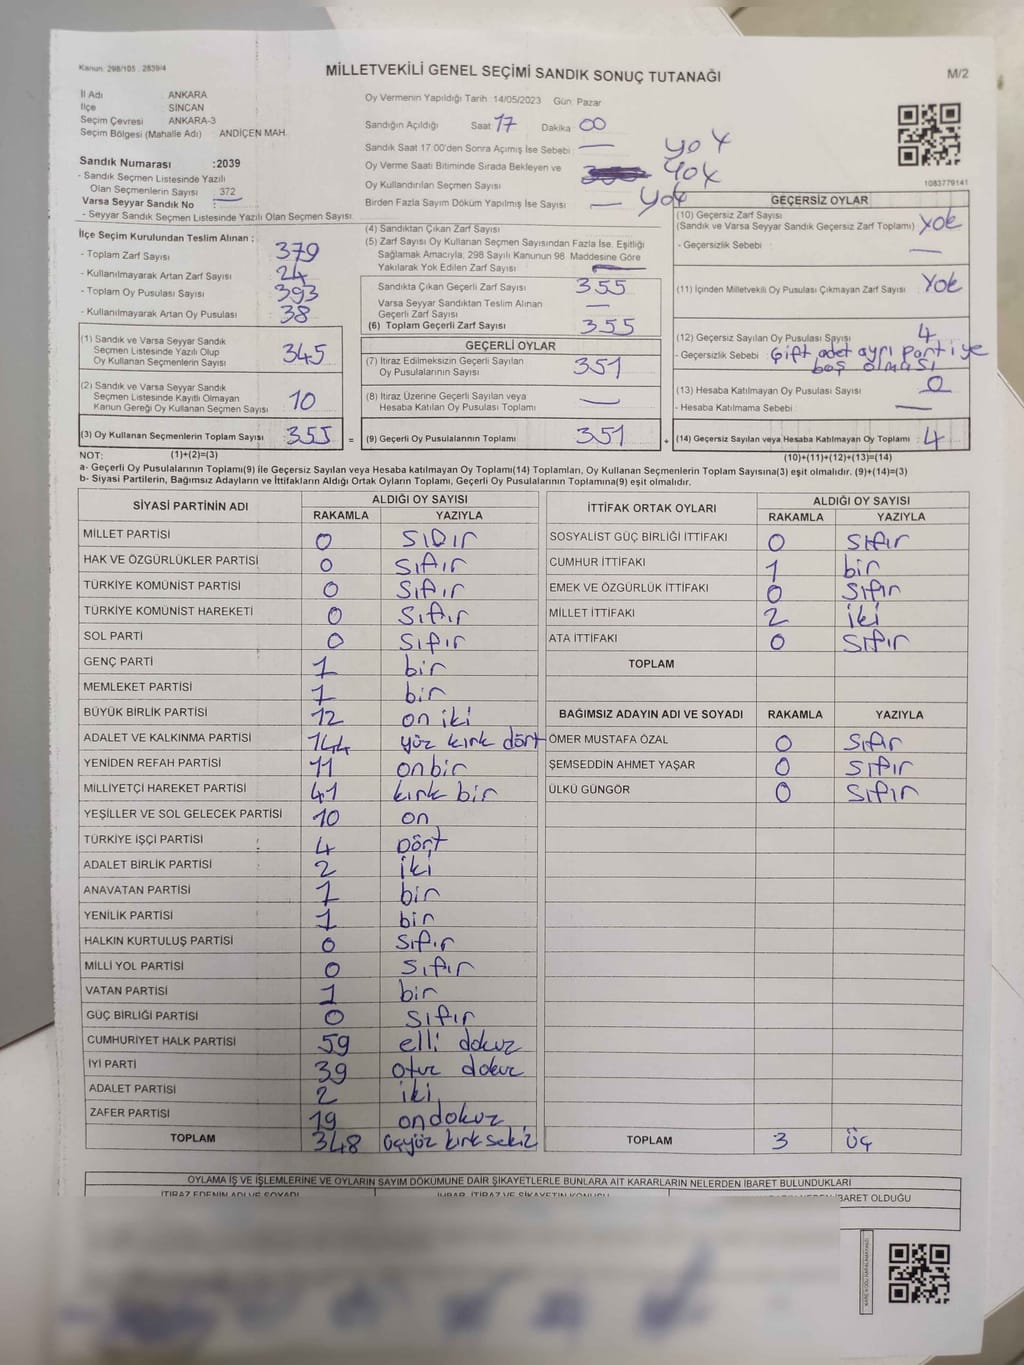 Kanun: 298/105 . 2839/4
MİLLETVEKİLİ GENEL SEÇİMİ SANDIK SONUÇ TUTANAĞI
M/2
İl Adı : ANKARA
İlçe : SİNCAN
Seçim Çevresi : ANKARA-3
Seçim Bölgesi (Mahalle Adı) : ANDİÇEN MAH.
Sandık Numarası :2039
- Sandık Seçmen Listesinde Yazılı
Olan Seçmenlerin Sayısı : 372
Varsa Seyyar Sandık No :
- Seyyar Sandık Seçmen Listesinde Yazılı Olan Seçmen Sayısı:
Oy Vermenin Yapıldığı Tarih :14/05/2023 Gün: Pazar
Sandığın Açıldığı Saat : 17 Dakika : 00
Sandık Saat 17:00'den Sonra Açımış İse Sebebi : — yok
Oy Verme Saati Bitiminde Sırada Bekleyen ve
Oy Kullandırılan Seçmen Sayısı : yok
Birden Fazla Sayım Döküm Yapılmış İse Sayısı : — yok
1083779141
İlçe Seçim Kurulundan Teslim Alınan ;
- Toplam Zarf Sayısı : 379
- Kullanılmayarak Artan Zarf Sayısı : 24
- Toplam Oy Pusulası Sayısı : 393
- Kullanılmayarak Artan Oy Pusulası : 38
(1) Sandık ve Varsa Seyyar Sandık
Seçmen Listesinde Yazılı Olup
Oy Kullanan Seçmenlerin Sayısı : 345
(2) Sandık ve Varsa Seyyar Sandık
Seçmen Listesinde Kayıtlı Olmayan
Kanun Gereği Oy Kullanan Seçmen Sayısı : 10
(3) Oy Kullanan Seçmenlerin Toplam Sayısı : 355 =
(4) Sandıktan Çıkan Zarf Sayısı :
(5) Zarf Sayısı Oy Kullanan Seçmen Sayısından Fazla İse, Eşitliği
Sağlamak Amacıyla; 298 Sayılı Kanunun 98. Maddesine Göre
Yakılarak Yok Edilen Zarf Sayısı : —
Sandıkta Çıkan Geçerli Zarf Sayısı : 355
Varsa Seyyar Sandıktan Teslim Alınan
Geçerli Zarf Sayısı : —
(6) Toplam Geçerli Zarf Sayısı : 355
GEÇERLİ OYLAR
(7) İtiraz Edilmeksizin Geçerli Sayılan
Oy Pusulalarının Sayısı : 351
(8) İtiraz Üzerine Geçerli Sayılan veya
Hesaba Katılan Oy Pusulası Toplamı : —
(9) Geçerli Oy Pusulalarının Toplamı : 351 +
GEÇERSİZ OYLAR
(10) Geçersiz Zarf Sayısı
(Sandık ve Varsa Seyyar Sandık Geçersiz Zarf Toplamı) : Yok
- Geçersizlik Sebebi : —
(11) İçinden Milletvekili Oy Pusulası Çıkmayan Zarf Sayısı : Yok
(12) Geçersiz Sayılan Oy Pusulası Sayısı : 4
- Geçersizlik Sebebi : Çift adet ayrı partiye
boş olması
(13) Hesaba Katılmayan Oy Pusulası Sayısı : 0
- Hesaba Katılmama Sebebi : —
(14) Geçersiz Sayılan veya Hesaba Katılmayan Oy Toplamı : 4
NOT: (1)+(2)=(3)
(10)+(11)+(12)+(13)=(14)
a- Geçerli Oy Pusulalarının Toplamı(9) ile Geçersiz Sayılan veya Hesaba katılmayan Oy Toplamı(14) Toplamları, Oy Kullanan Seçmenlerin Toplam Sayısına(3) eşit olmalıdır. (9)+(14)=(3)
b- Siyasi Partilerin, Bağımsız Adayların ve İttifakların Aldığı Ortak Oyların Toplamı, Geçerli Oy Pusulalarının Toplamına(9) eşit olmalıdır.
SİYASİ PARTİNİN ADI ALDIĞI OY SAYISI
RAKAMLA YAZIYLA
MİLLET PARTİSİ 0 sıfır
HAK VE ÖZGÜRLÜKLER PARTİSİ 0 sıfır
TÜRKİYE KOMÜNİST PARTİSİ 0 sıfır
TÜRKİYE KOMÜNİST HAREKETİ 0 sıfır
SOL PARTİ 0 sıfır
GENÇ PARTİ 1 bir
MEMLEKET PARTİSİ 1 bir
BÜYÜK BİRLİK PARTİSİ 12 on iki
ADALET VE KALKINMA PARTİSİ 144 yüz kırk dört
YENİDEN REFAH PARTİSİ 11 onbir
MİLLİYETÇİ HAREKET PARTİSİ 41 kırk bir
YEŞİLLER VE SOL GELECEK PARTİSİ 10 on
TÜRKİYE İŞÇİ PARTİSİ 4 Dört
ADALET BİRLİK PARTİSİ 2 iki
ANAVATAN PARTİSİ 1 bir
YENİLİK PARTİSİ 1 bir
HALKIN KURTULUŞ PARTİSİ 0 sıfır
MİLLİ YOL PARTİSİ 0 sıfır
VATAN PARTİSİ 1 bir
GÜÇ BİRLİĞİ PARTİSİ 0 sıfır
CUMHURİYET HALK PARTİSİ 59 elli dokuz
İYİ PARTİ 39 otuz dokuz
ADALET PARTİSİ 2 iki
ZAFER PARTİSİ 19 ondokuz
TOPLAM 348 üçyüz kırk sekiz
İTTİFAK ORTAK OYLARI ALDIĞI OY SAYISI
RAKAMLA YAZIYLA
SOSYALİST GÜÇ BİRLİĞİ İTTİFAKI 0 sıfır
CUMHUR İTTİFAKI 1 bir
EMEK VE ÖZGÜRLÜK İTTİFAKI 0 sıfır
MİLLET İTTİFAKI 2 iki
ATA İTTİFAKI 0 sıfır
TOPLAM
BAĞIMSIZ ADAYIN ADI VE SOYADI RAKAMLA YAZIYLA
ÖMER MUSTAFA ÖZAL 0 sıfır
ŞEMSEDDİN AHMET YAŞAR 0 sıfır
ÜLKÜ GÜNGÖR 0 sıfır
TOPLAM 3 üç
OYLAMA İŞ VE İŞLEMLERİNE VE OYLARIN SAYIM DÖKÜMÜNE DAİR ŞİKAYETLERLE BUNLARA AİT KARARLARIN NELERDEN İBARET BULUNDUKLARI
İTİRAZ EDENİN ADI VE SOYADI İHBAR, İTİRAZ VE ŞİKAYETİN KONUSU İBARET OLDUĞU